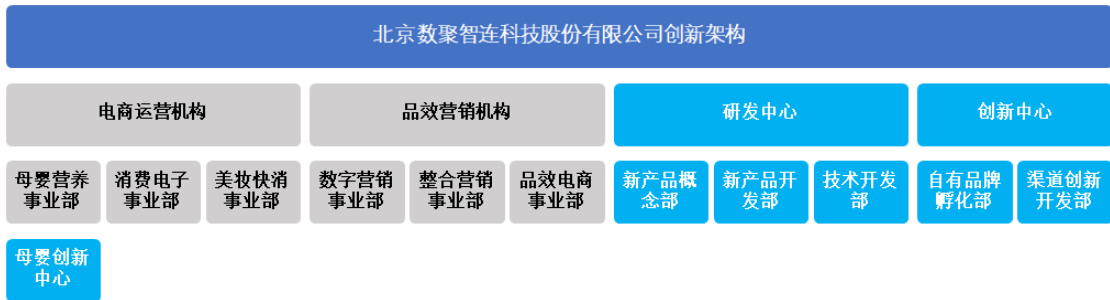 北京数聚智连科技股份有限公司创新架构
电商运营机构
品效营销机构
研发中心
创新中心
母婴营养
事业部
消费电子
事业部
美妆快消
事业部
数字营销
事业部
整合营销
事业部
品效电商
事业部
新产品概
念部
新产品开
发部
技术开发
部
自有品牌
孵化部
渠道创新
开发部
母婴创新
中心